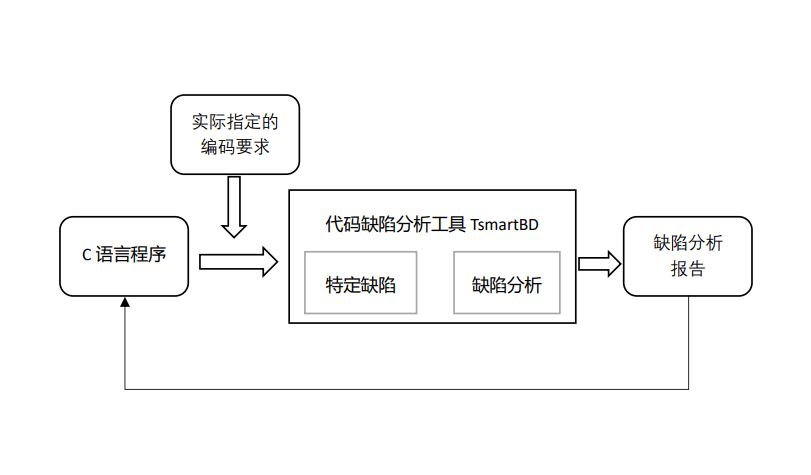 实际指定的
编码要求
C 语言程序
代码缺陷分析工具 TsmartBD
特定缺陷
缺陷分析
缺陷分析
报告